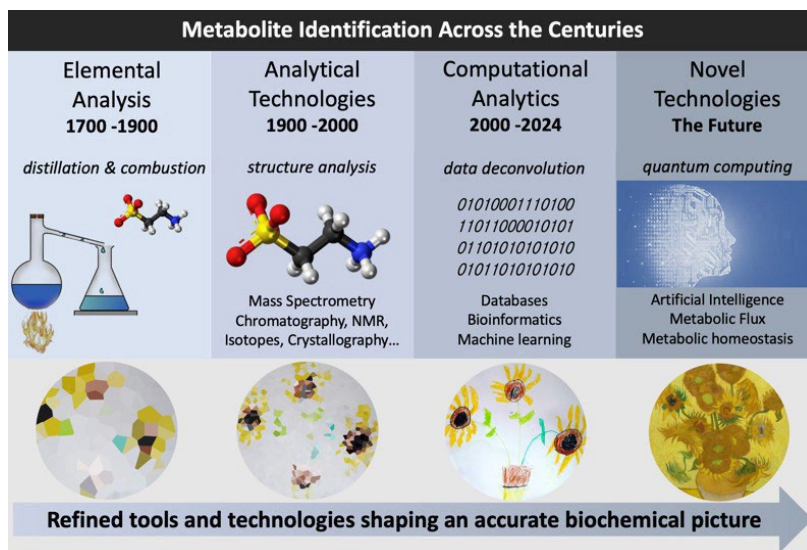 Metabolite Identification Across the Centuries
Elemental
Analysis
1700 -1900
distillation & combustion
Analytical
Technologies
1900 -2000
structure analysis
Mass Spectrometry
Chromatography, NMR,
Isotopes, Crystallography...
Computational
Analytics
2000 -2024
data deconvolution
01010001110100
11011000010101
01101010101010
01011010101010
Databases
Bioinformatics
Machine learning
Novel
Technologies
The Future
quantum computing
Artificial Intelligence
Metabolic Flux
Metabolic homeostasis
Refined tools and technologies shaping an accurate biochemical picture